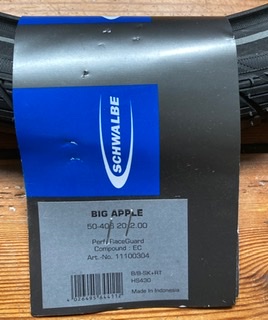 SCHWALBE
BIG APPLE
50-406 20x2.00
Perf, RaceGuard
Compound : EC
Art.-No. 11100304
B/B-SK+RT
HS430
Made in Indonesia